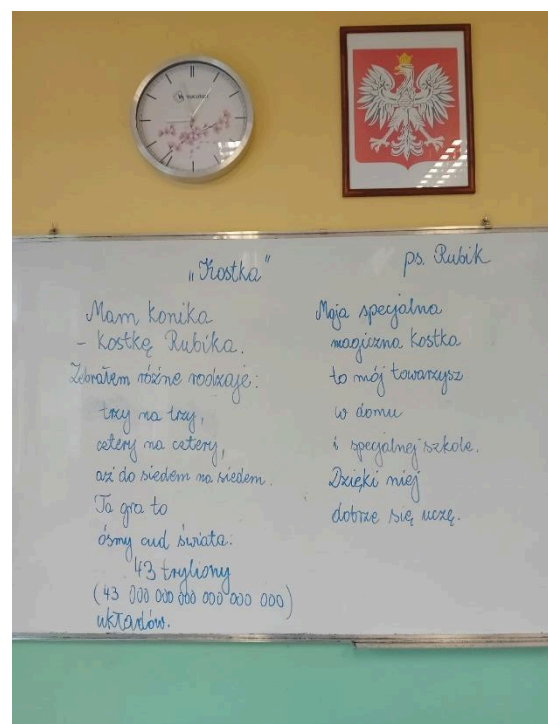 „Kostka"
Mam konika
- kostkę Rubika.
Zebrałem różne rodzaje:
trzy na trzy,
cztery na cztery,
aż do siedem na siedem.
Ta gra to
ósmy cud świata:
43 tryliony
(43 000 000 000 000 000 000)
układów.
ps. Rubik
Moja specjalna
magiczna kostka
to mój towarzysz
w domu
i specjalnej szkole.
Dzięki niej
dobrze się uczę.